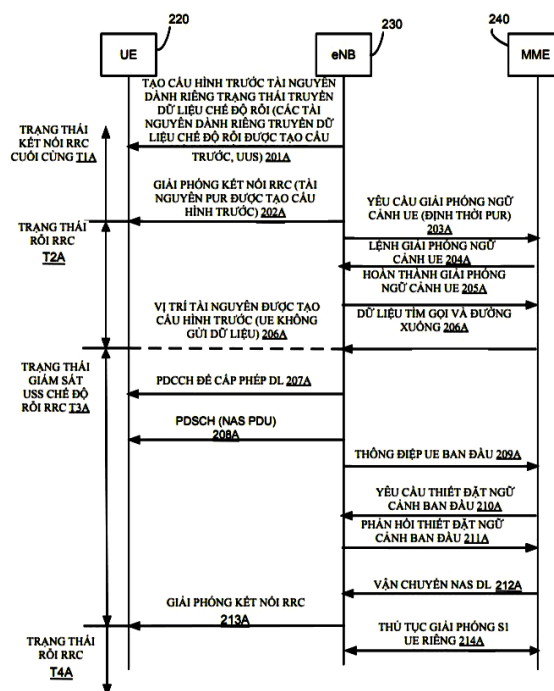 220
230
240
UE
eNB
MME
TẠO CẤU HÌNH TRƯỚC TÀI NGUYÊN
DÀNH RIÊNG TRẠNG THÁI TRUYỀN
DỮ LIỆU CHẾ ĐỘ RỖI (CÁC TÀI
NGUYÊN DÀNH RIÊNG TRUYỀN DỮ
LIỆU CHẾ ĐỘ RỖI ĐƯỢC TẠO CẤU
TRƯỚC, UUS) 201A
TRẠNG THÁI
KẾT NỐI RRC
CUỐI CÙNG T1A
GIẢI PHÓNG KẾT NỐI RRC (TÀI
NGUYÊN PUR ĐƯỢC TẠO CẤU
HÌNH TRƯỚC) 202A
YÊU CẦU GIẢI PHÓNG NGỮ
CẢNH UE (ĐỊNH THỜI PUR)
203A
TRẠNG THÁI
RỖI RRC
T2A
LỆNH GIẢI PHÓNG NGỮ
CẢNH UE 204A
HOÀN THÀNH GIẢI PHÓNG
NGỮ CẢNH UE 205A
VỊ TRÍ TÀI NGUYÊN ĐƯỢC TẠO
CẤU HÌNH TRƯỚC (UE KHÔNG
GỬI DỮ LIỆU) 206A
DỮ LIỆU TÌM GỌI VÀ ĐƯỜNG
XUỐNG 206A
TRẠNG THÁI
GIÁM SÁT
USS CHẾ ĐỘ
RỖI RRC T3A
PDCCH ĐỂ CẤP PHÉP DL 207A
PDSCH (NAS PDU)
208A
THÔNG ĐIỆP UE BAN ĐẦU 209A
YÊU CẦU THIẾT ĐẶT NGỮ
CẢNH BAN ĐẦU 210A
PHẢN HỒI THIẾT ĐẶT NGỮ
CẢNH BAN ĐẦU 211A
VẬN CHUYỂN NAS DL 212A
GIẢI PHÓNG KẾT NỐI RRC
213A
THỦ TỤC GIẢI PHÓNG S1
UE RIÊNG 214A
TRẠNG THÁI
RỖI RRC
T4A